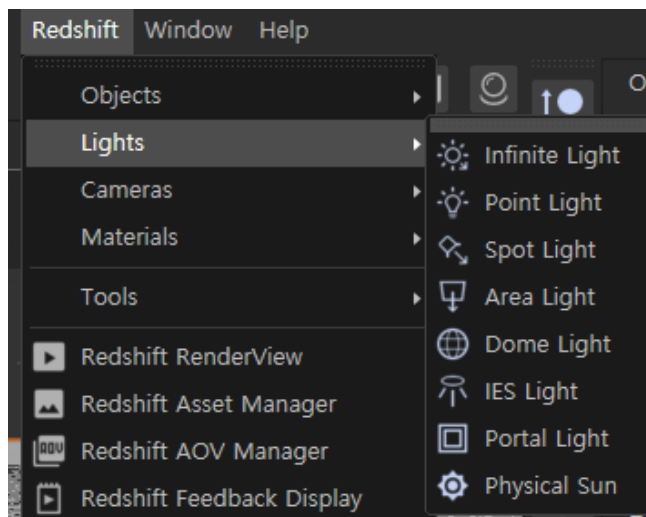 Redshift Window Help
Objects
Lights
Cameras
Materials
Tools
Redshift RenderView
Redshift Asset Manager
AOV
Redshift AOV Manager
Redshift Feedback Display
O
Infinite Light
Point Light
Spot Light
Area Light
Dome Light
IES Light
Portal Light
Physical Sun